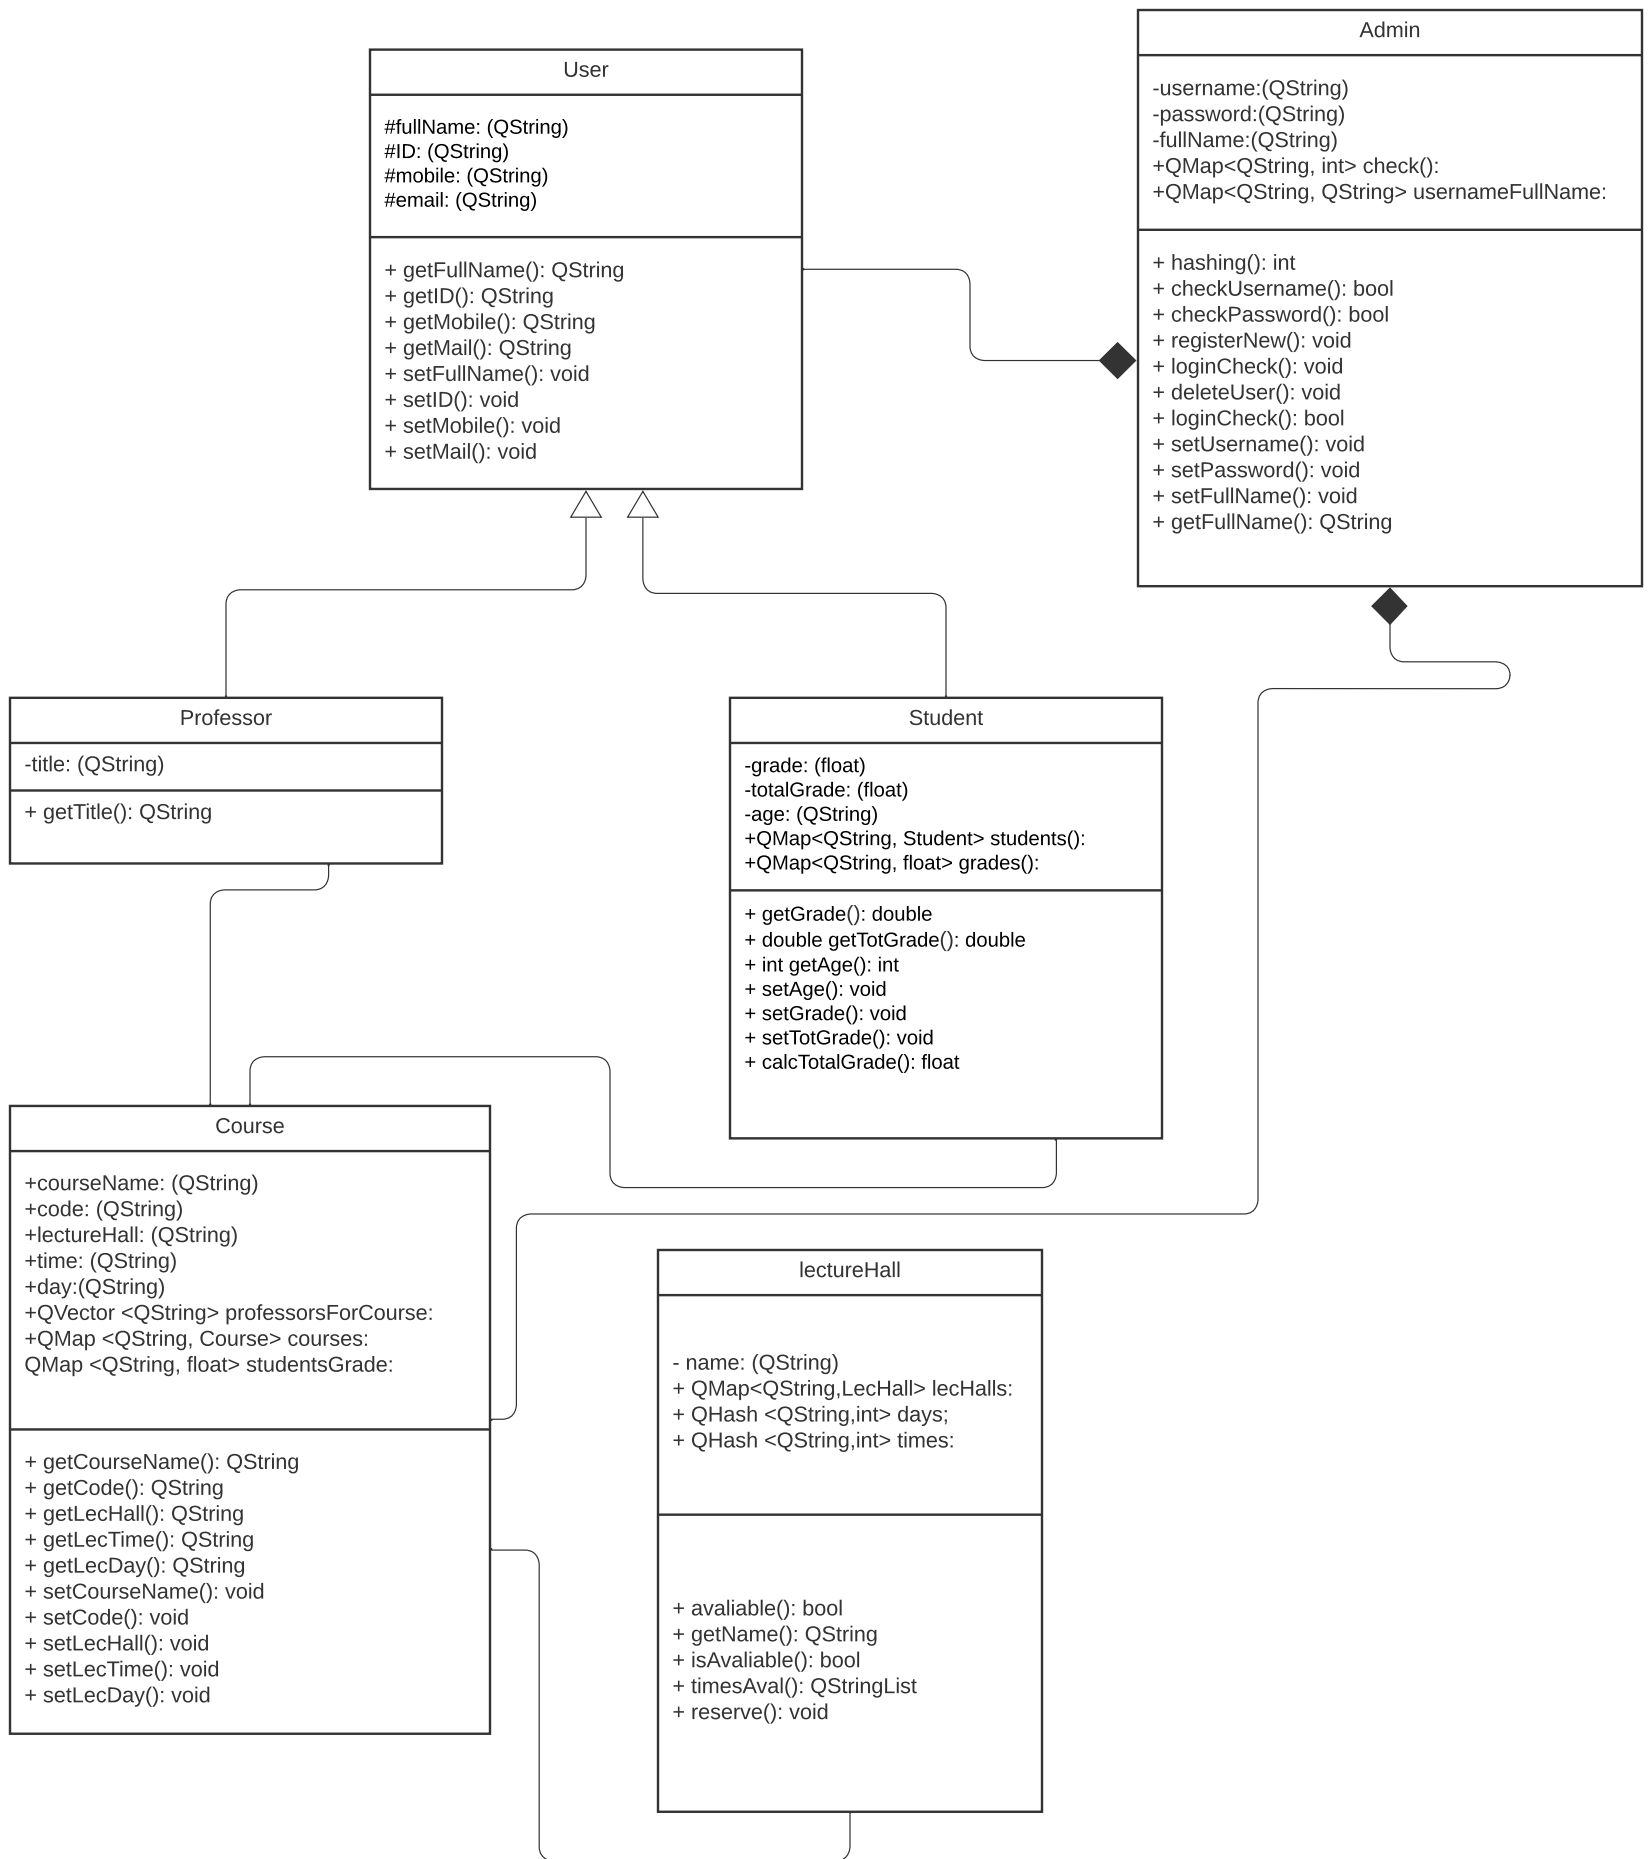 User
#fullName: (QString)
#ID: (QString)
#mobile: (QString)
#email: (QString)
+ getFullName(): QString
+ getID(): QString
+ getMobile(): QString
+ getMail(): QString
+ setFullName(): void
+ setID(): void
+ setMobile(): void
+ setMail(): void
Admin
-username:(QString)
-password:(QString)
-fullName:(QString)
+QMap<QString, int> check():
+QMap<QString, QString> usernameFullName:
+ hashing(): int
+ checkUsername(): bool
+ checkPassword(): bool
+ registerNew(): void
+ loginCheck(): void
+ deleteUser(): void
+ loginCheck(): bool
+ setUsername(): void
+ setPassword(): void
+ setFullName(): void
+ getFullName(): QString
Professor
-title: (QString)
+ getTitle(): QString
Student
-grade: (float)
-totalGrade: (float)
-age: (QString)
+QMap<QString, Student> students():
+QMap<QString, float> grades():
+ getGrade(): double
+ double getTotGrade(): double
+ int getAge(): int
+ setAge(): void
+ setGrade(): void
+ setTotGrade(): void
+ calcTotalGrade(): float
Course
+courseName: (QString)
+code: (QString)
+lectureHall: (QString)
+time: (QString)
+day:(QString)
+QVector <QString> professorsForCourse:
+QMap <QString, Course> courses:
QMap <QString, float> studentsGrade:
+ getCourseName(): QString
+ getCode(): QString
+ getLecHall(): QString
+ getLecTime(): QString
+ getLecDay(): QString
+ setCourseName(): void
+ setCode(): void
+ setLecHall(): void
+ setLecTime(): void
+ setLecDay(): void
lectureHall
- name: (QString)
+ QMap<QString,LecHall> lecHalls:
+ QHash <QString,int> days;
+ QHash <QString,int> times:
+ avaliable(): bool
+ getName(): QString
+ isAvaliable(): bool
+ timesAval(): QStringList
+ reserve(): void